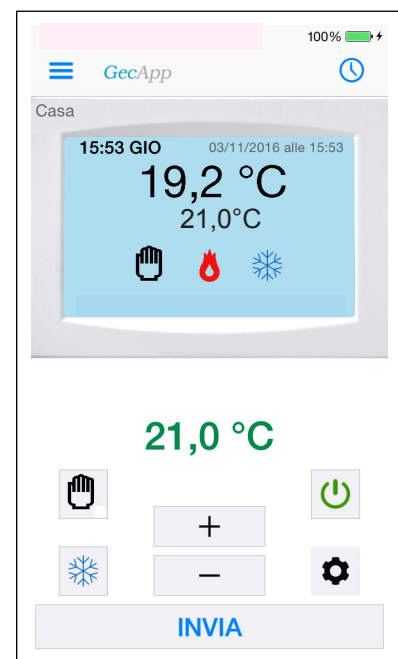 100%
GecApp
Casa
15:53 GIO 03/11/2016 alle 15:53
19,2 °C
21,0°C
21,0 °C
+
−
INVIA